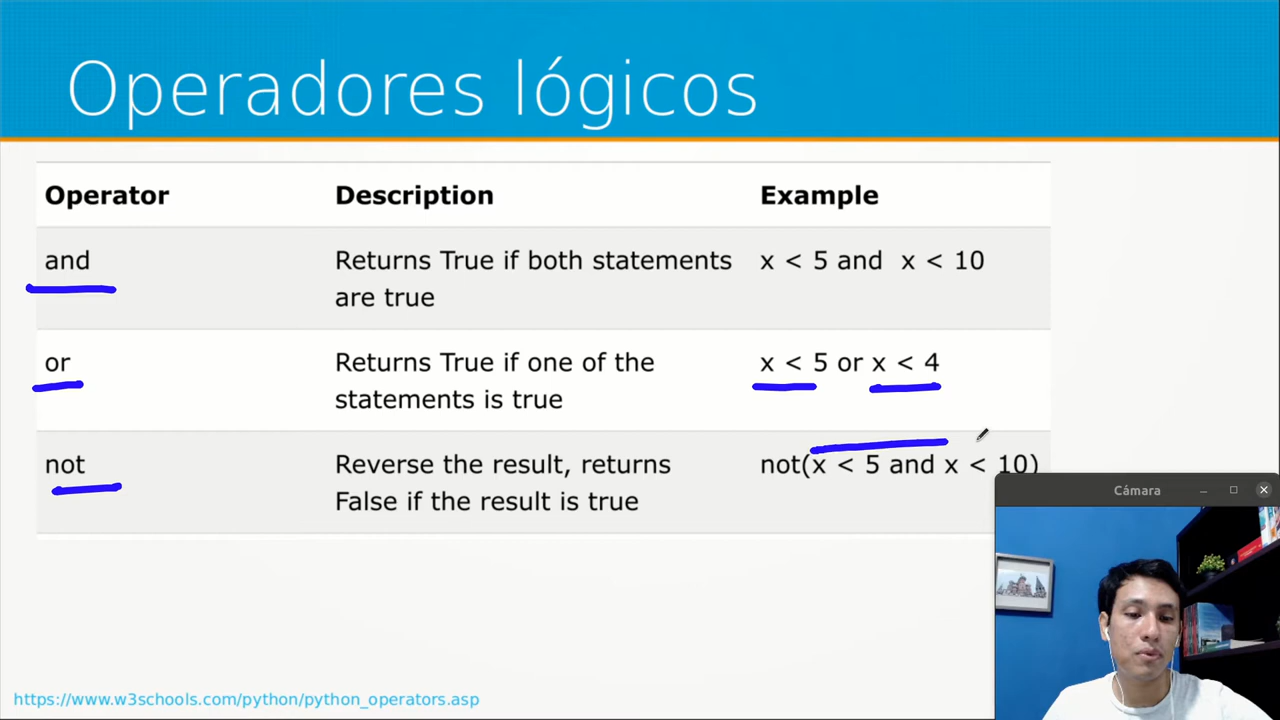 Operadores lógicos
Operator Description Example
and Returns True if both statements x < 5 and x < 10
are true
or Returns True if one of the x < 5 or x < 4
statements is true
not Reverse the result, returns not(x < 5 and x < 10)
False if the result is true
Cámara
https://www.w3schools.com/python/python_operators.asp